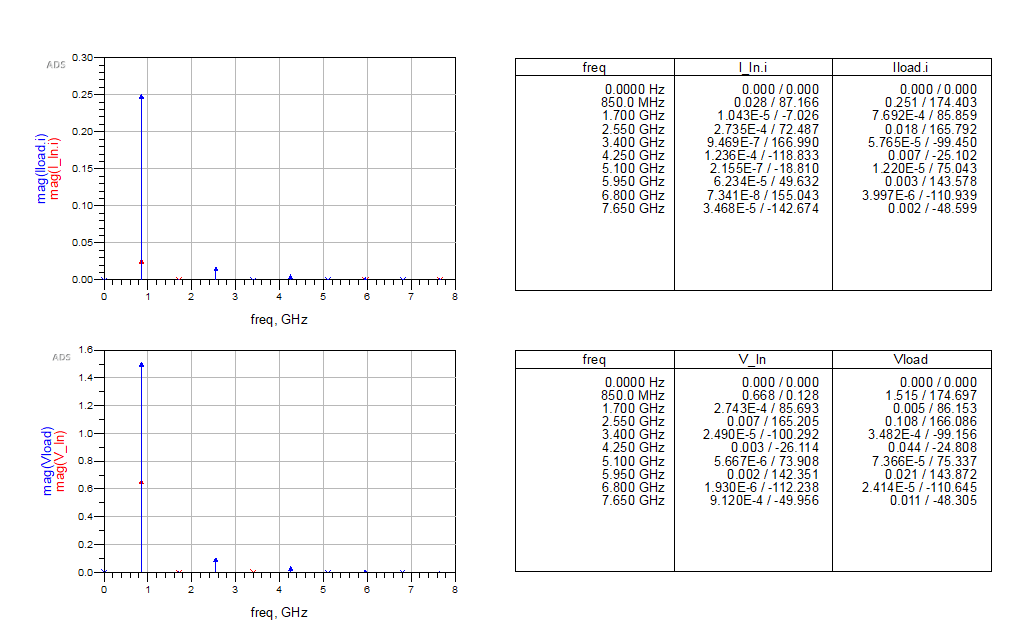 ADS
0.30
0.25
0.20
0.15
0.10
0.05
0.00
mag(Iload.i)
mag(I_In.i)
0 1 2 3 4 5 6 7 8
freq, GHz
freq I_In.i Iload.i
0.0000 Hz 0.000 / 0.000 0.000 / 0.000
850.0 MHz 0.028 / 87.166 0.251 / 174.403
1.700 GHz 1.043E-5 / -7.026 7.692E-4 / 85.859
2.550 GHz 2.735E-4 / 72.487 0.018 / 165.792
3.400 GHz 9.469E-7 / 166.990 5.765E-5 / -99.450
4.250 GHz 1.236E-4 / -118.833 0.007 / -25.102
5.100 GHz 2.155E-7 / -18.810 1.220E-5 / 75.043
5.950 GHz 6.234E-5 / 49.632 0.003 / 143.578
6.800 GHz 7.341E-8 / 155.043 3.997E-6 / -110.939
7.650 GHz 3.468E-5 / -142.674 0.002 / -48.599
ADS
1.6
1.4
1.2
1.0
0.8
0.6
0.4
0.2
0.0
mag(Vload)
mag(V_In)
0 1 2 3 4 5 6 7 8
freq, GHz
freq V_In Vload
0.0000 Hz 0.000 / 0.000 0.000 / 0.000
850.0 MHz 0.668 / 0.128 1.515 / 174.697
1.700 GHz 2.743E-4 / 85.693 0.005 / 86.153
2.550 GHz 0.007 / 165.205 0.108 / 166.086
3.400 GHz 2.490E-5 / -100.292 3.482E-4 / -99.156
4.250 GHz 0.003 / -26.114 0.044 / -24.808
5.100 GHz 5.667E-6 / 73.908 7.366E-5 / 75.337
5.950 GHz 0.002 / 142.351 0.021 / 143.872
6.800 GHz 1.930E-6 / -112.238 2.414E-5 / -110.645
7.650 GHz 9.120E-4 / -49.956 0.011 / -48.305